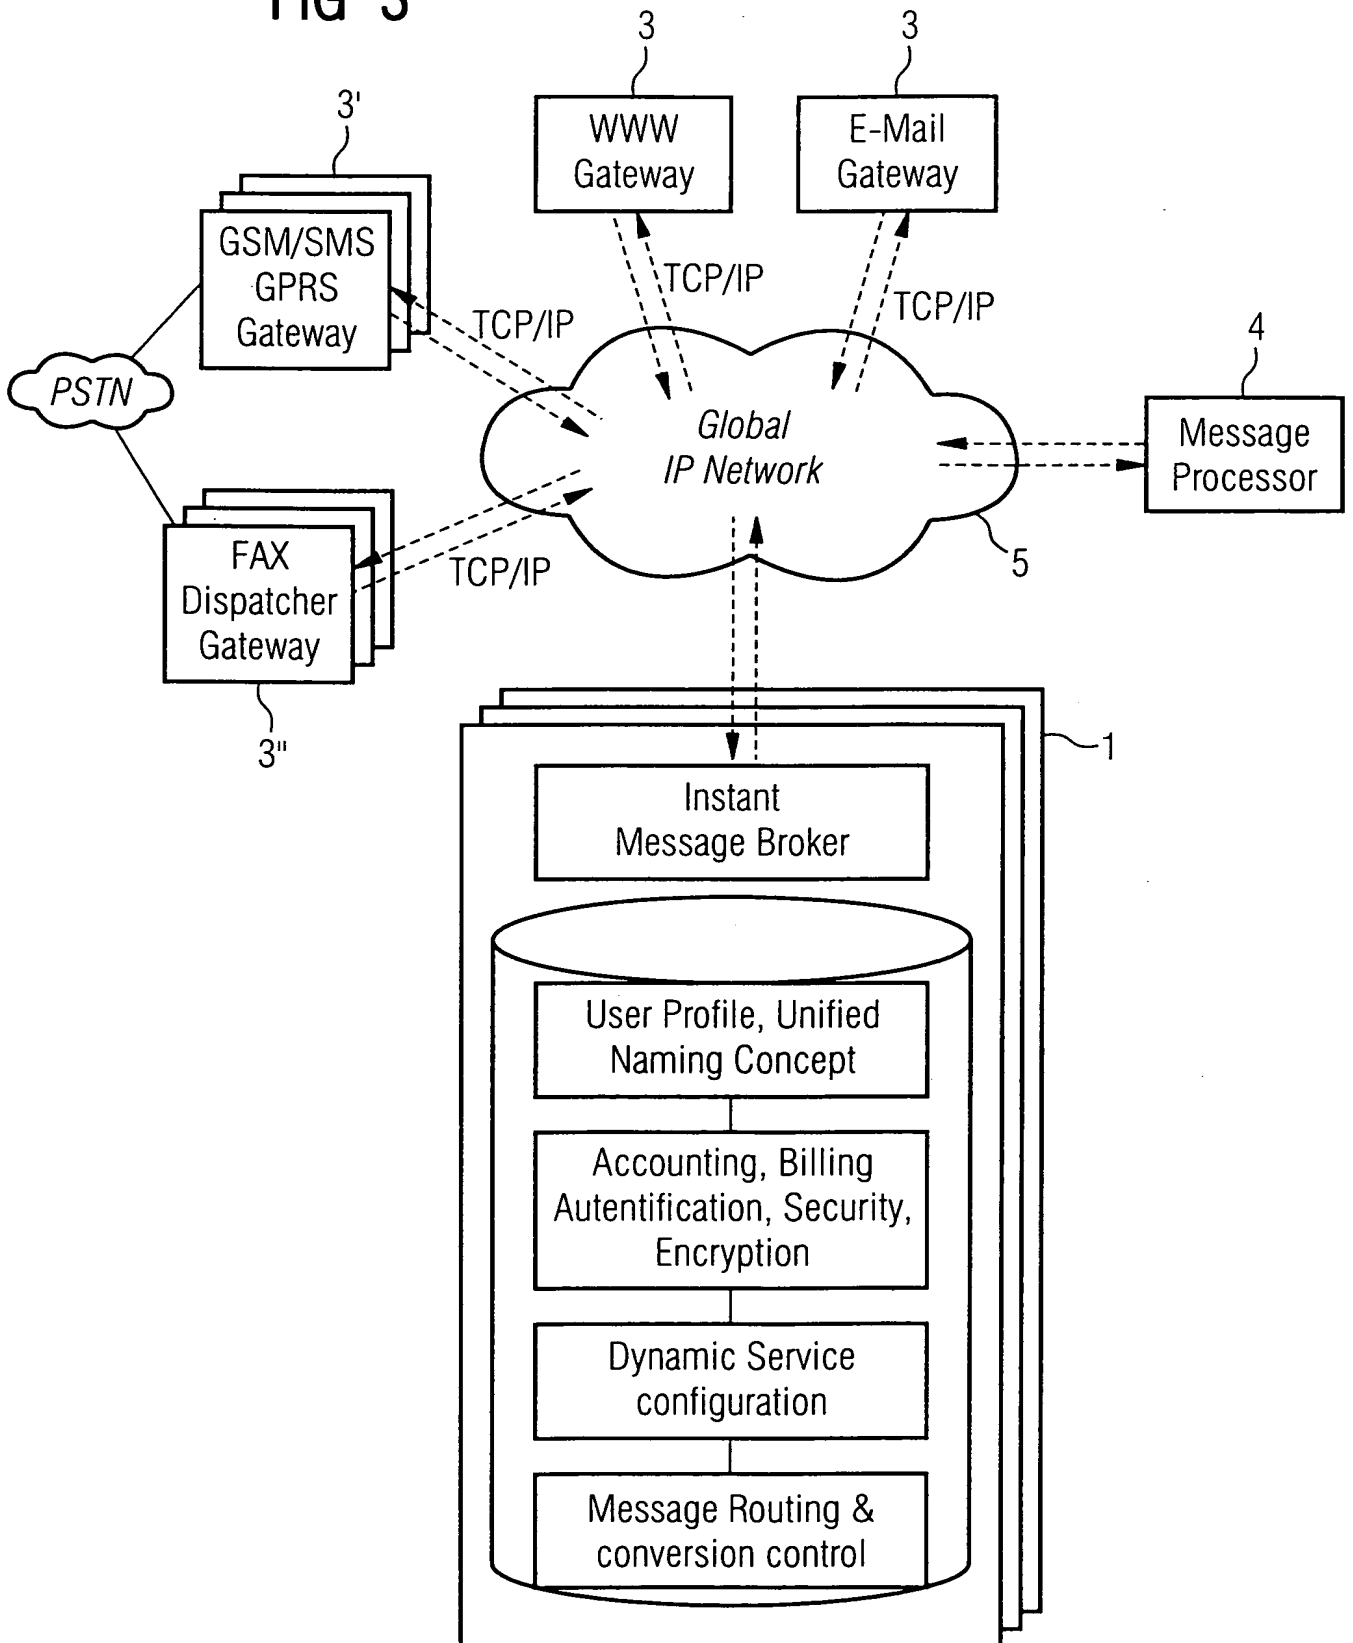 FIG 3
3
3
3'
WWW
Gateway
E-Mail
Gateway
GSM/SMS
GPRS
Gateway
TCP/IP
TCP/IP
TCP/IP
4
PSTN
Global
IP Network
Message
Processor
FAX
Dispatcher
Gateway
TCP/IP
5
3"
1
Instant
Message Broker
User Profile, Unified
Naming Concept
Accounting, Billing
Autentification, Security,
Encryption
Dynamic Service
configuration
Message Routing &
conversion control